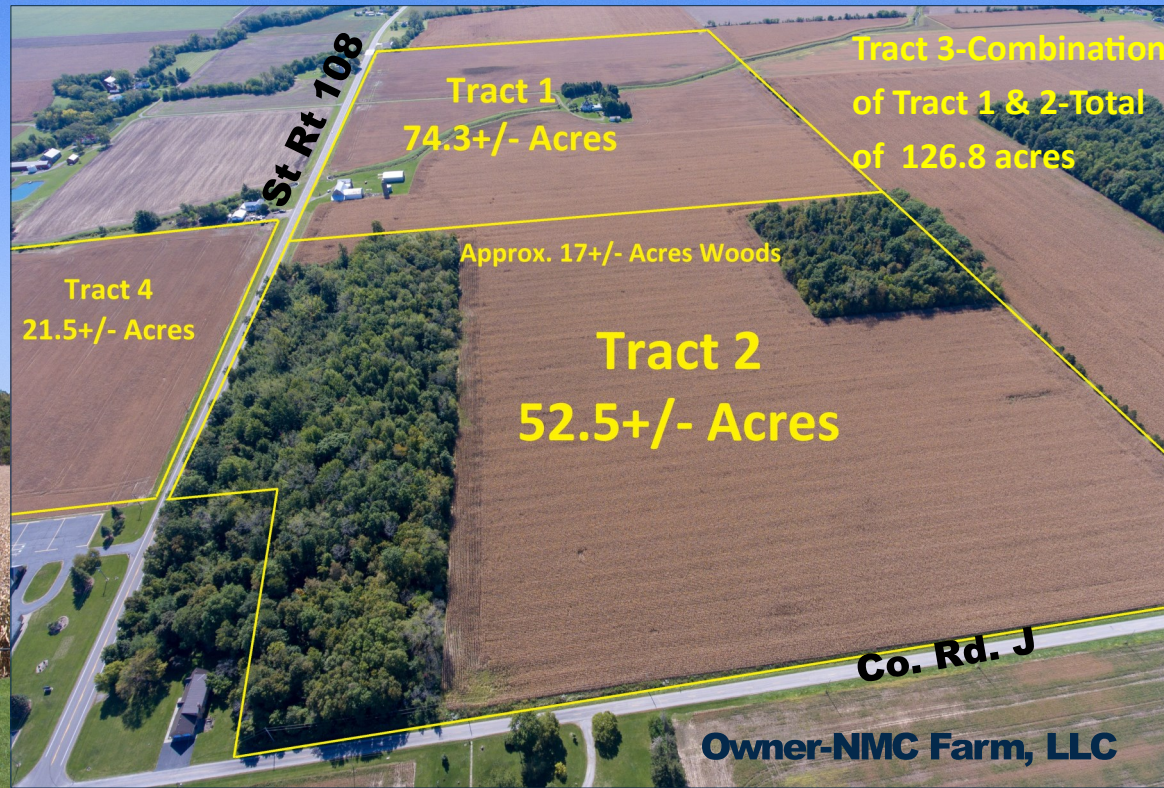 St Rt 108
Tract 1
74.3+/- Acres
Tract 3-Combination
of Tract 1 & 2-Total
of 126.8 acres
Approx. 17+/- Acres Woods
Tract 4
21.5+/- Acres
Tract 2
52.5+/- Acres
Co. Rd. J
Owner-NMC Farm, LLC